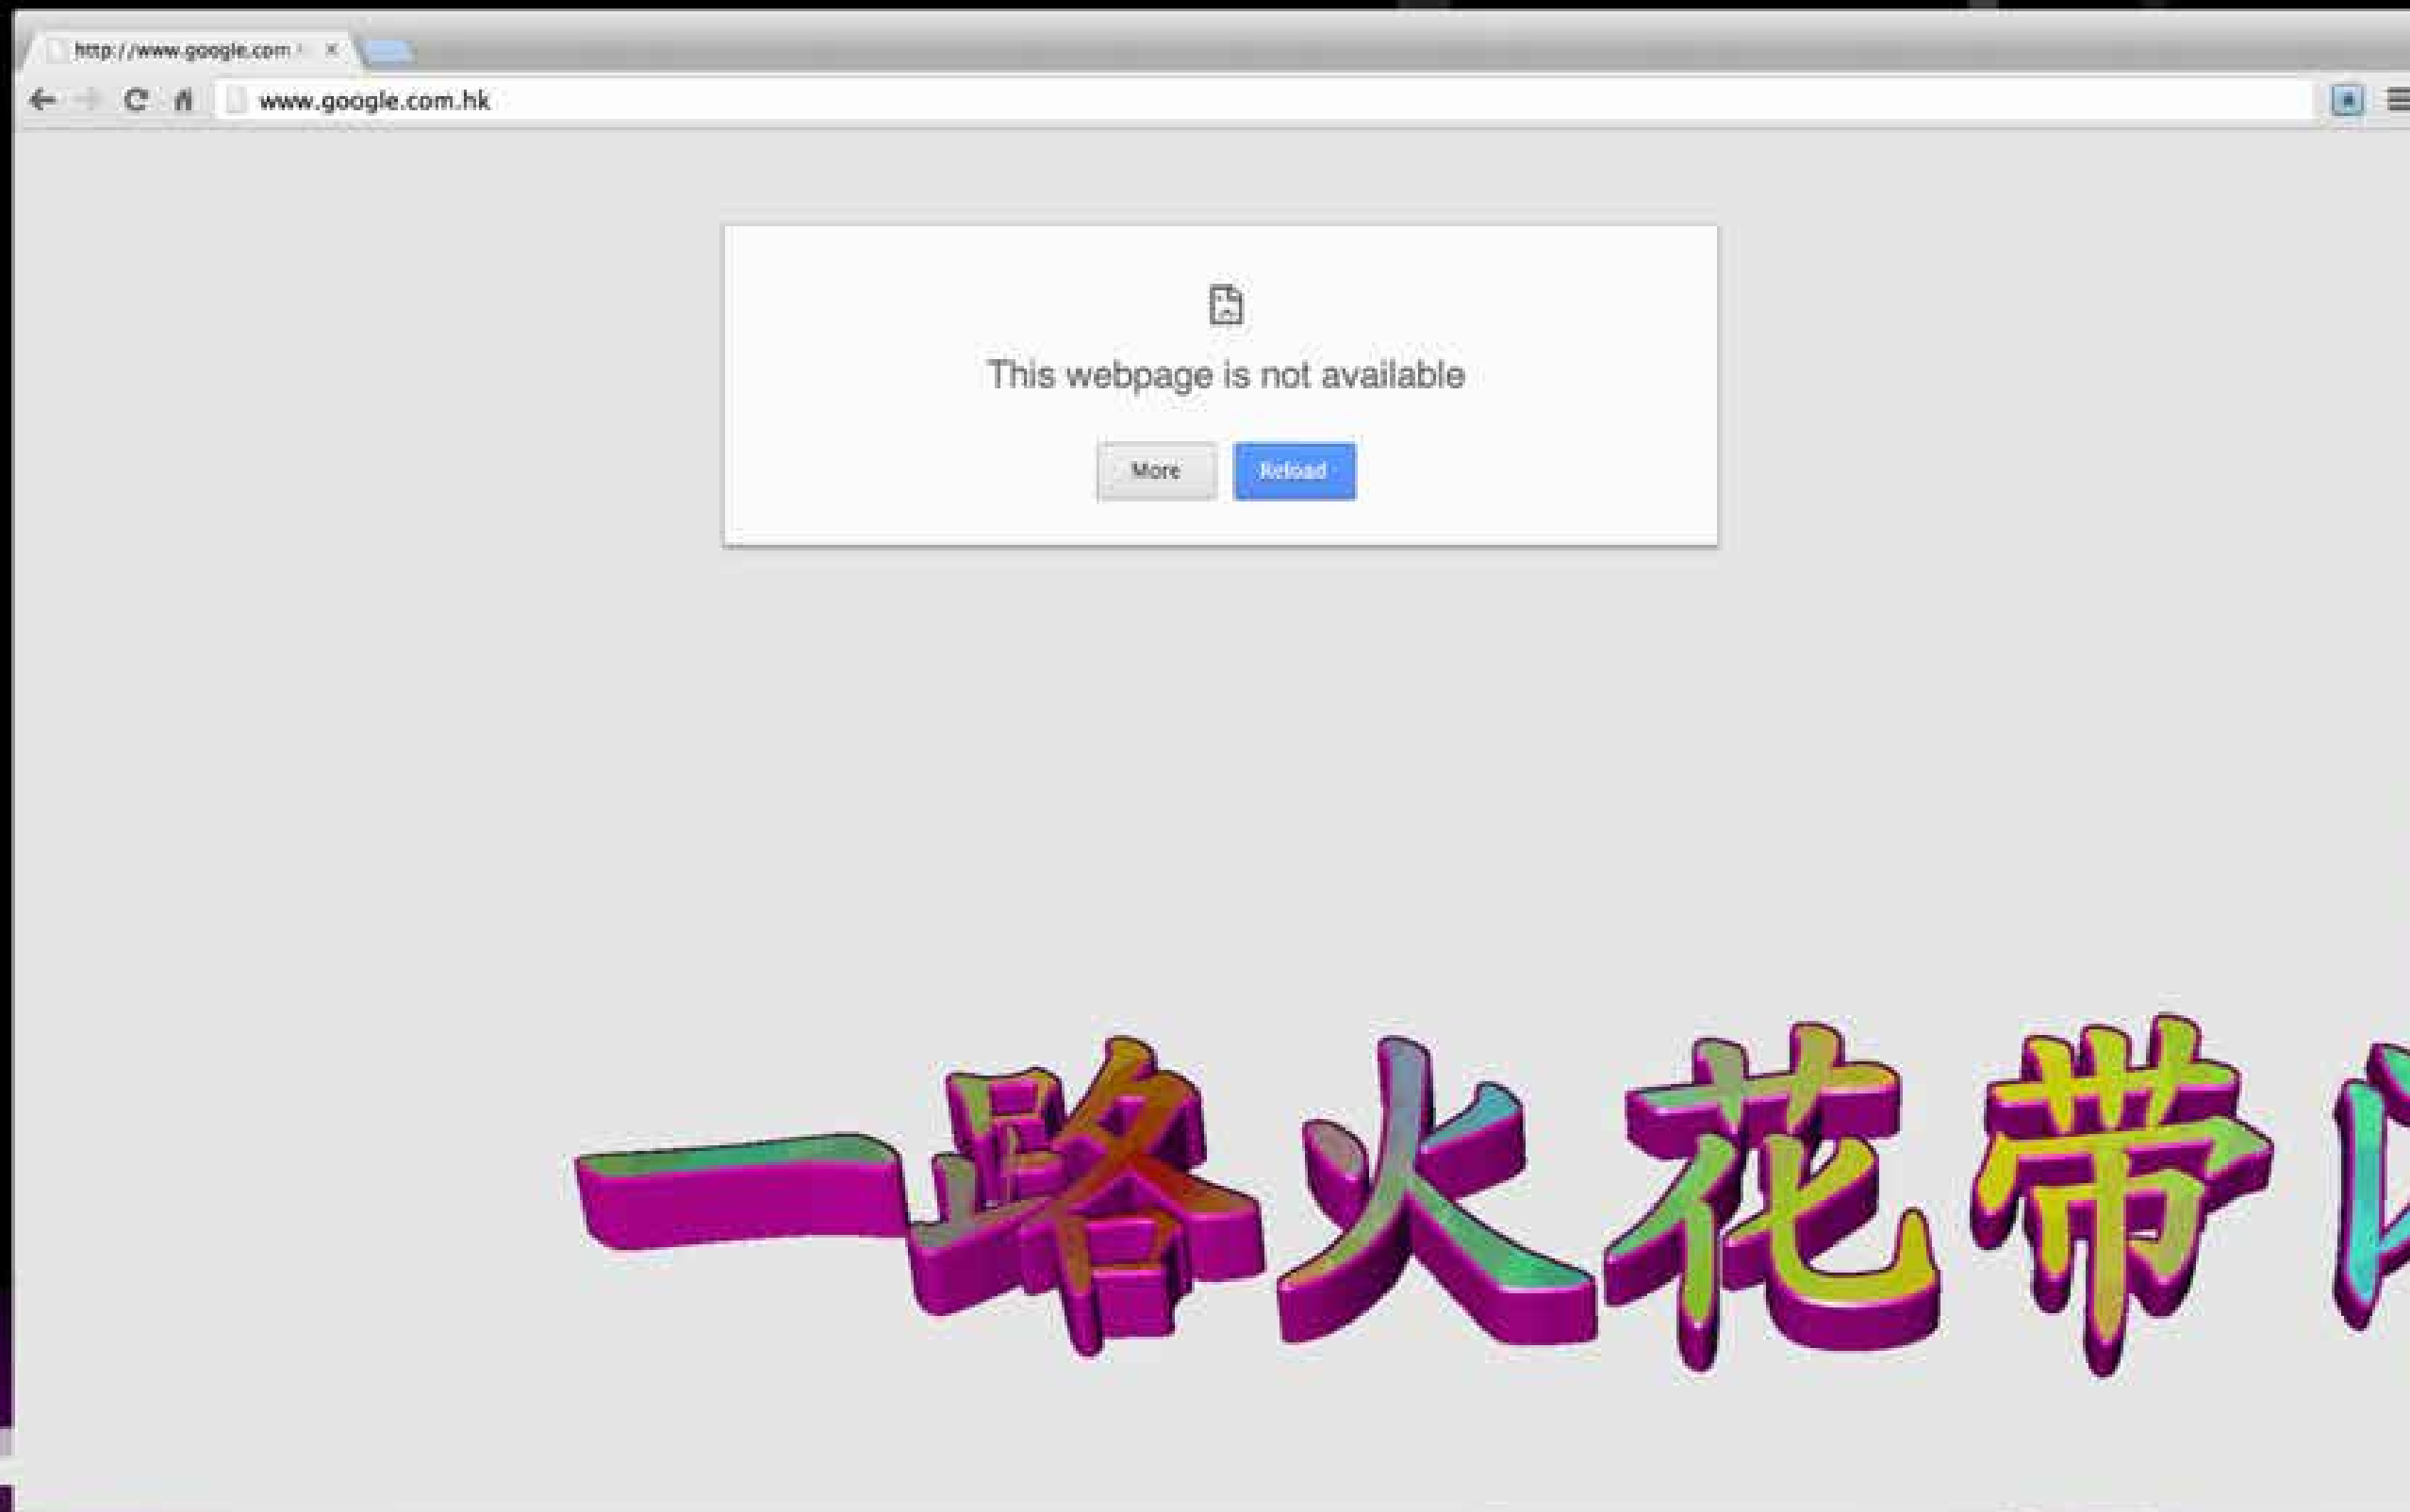 http://www.google.com
www.google.com.hk
This webpage is not available
More
Reload
一路火花带